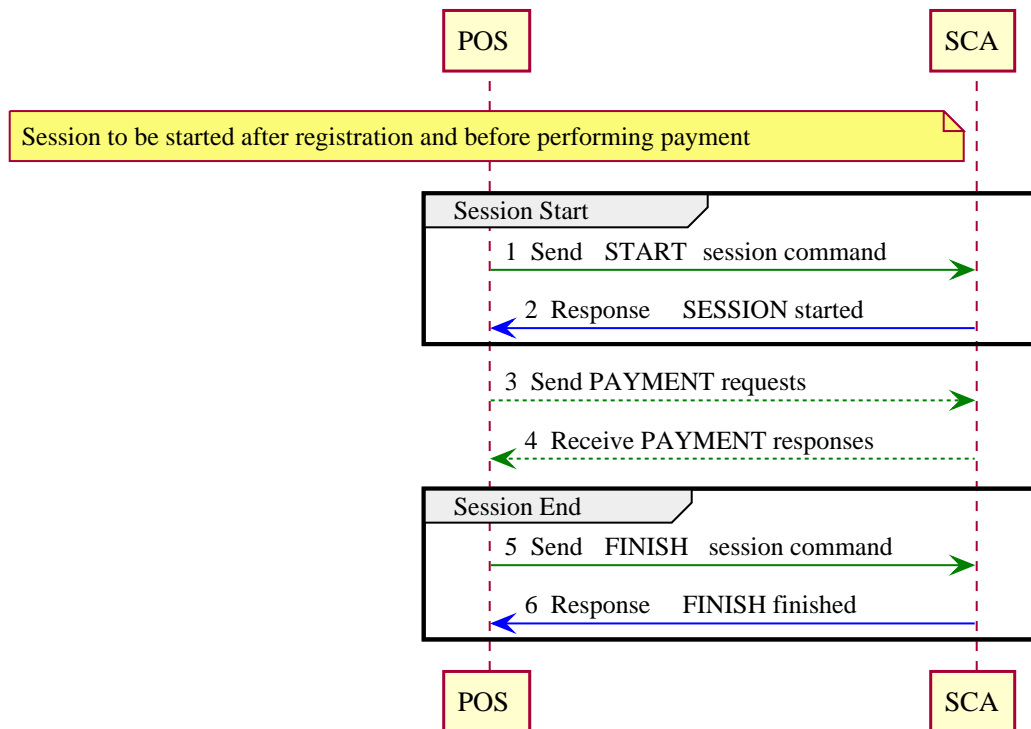 POS SCA
Session to be started after registration and before performing payment
Session Start
1 Send START session command
2 Response SESSION started
3 Send PAYMENT requests
4 Receive PAYMENT responses
Session End
5 Send FINISH session command
6 Response FINISH finished
POS SCA